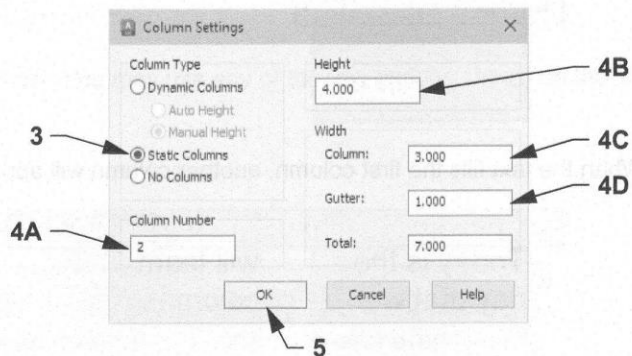 Column Settings
Column Type
Dynamic Columns
Auto Height
Manual Height
Static Columns
No Columns
Column Number
2
Height
4.000
Width
Column: 3.000
Gutter: 1.000
Total: 7.000
OK Cancel Help
3
4A
4B
4C
4D
5